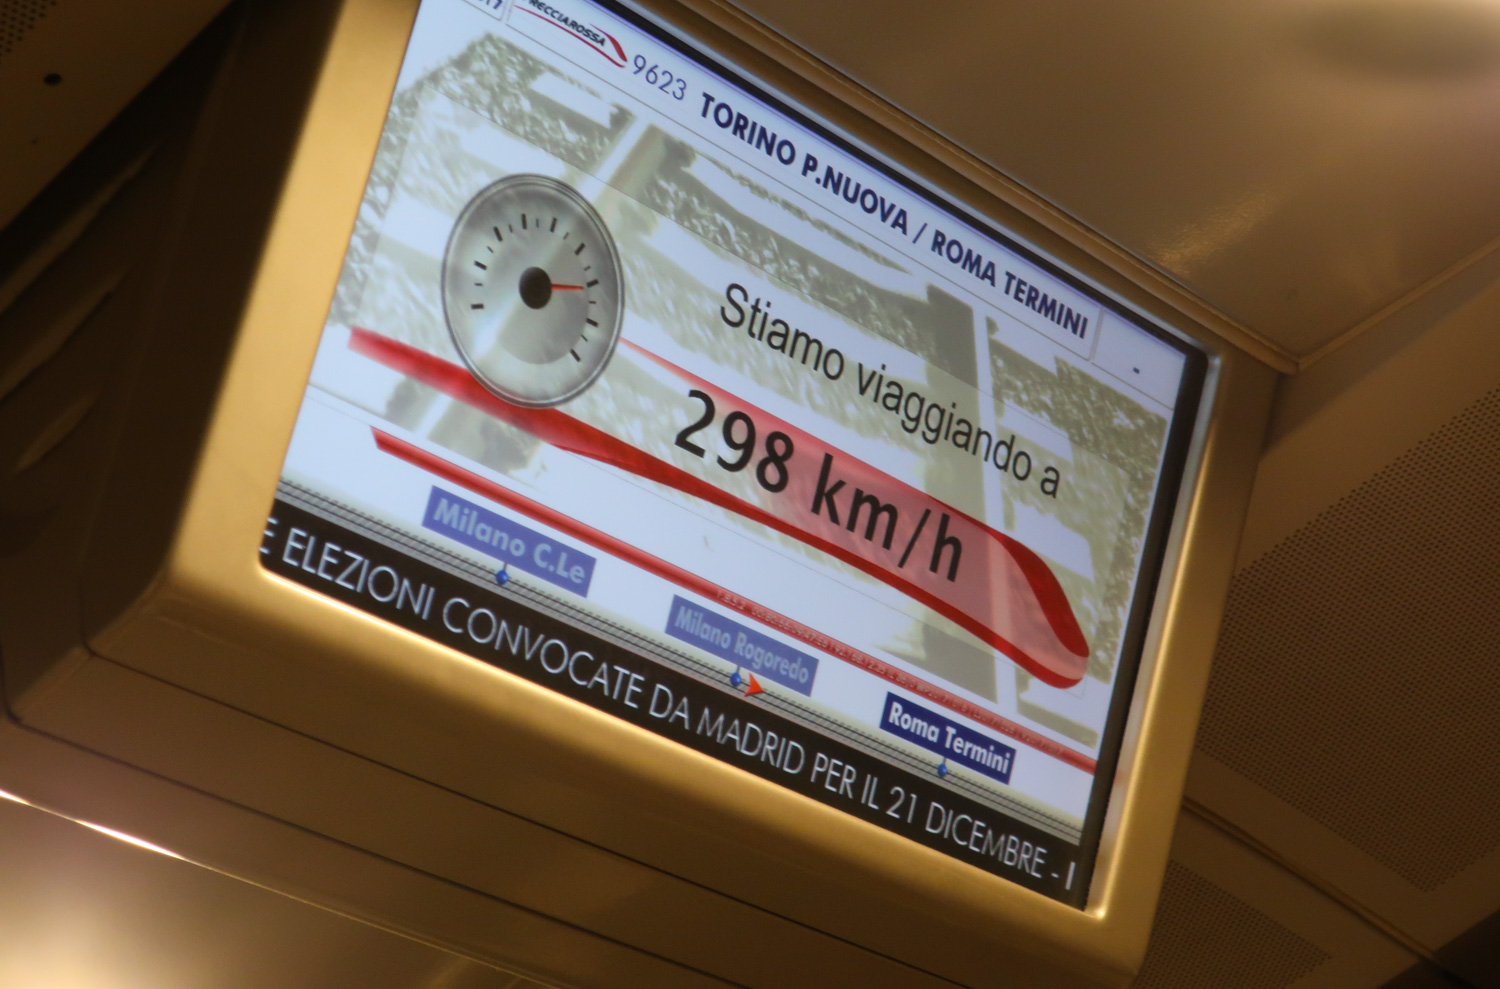 RECCIAROSSA 9623 TORINO P.NUOVA / ROMA TERMINI
Stiamo viaggiando a
298 km/h
Milano C.Le
Milano Rogoredo
Roma Termini
ELEZIONI CONVOCATE DA MADRID PER IL 21 DICEMBRE -